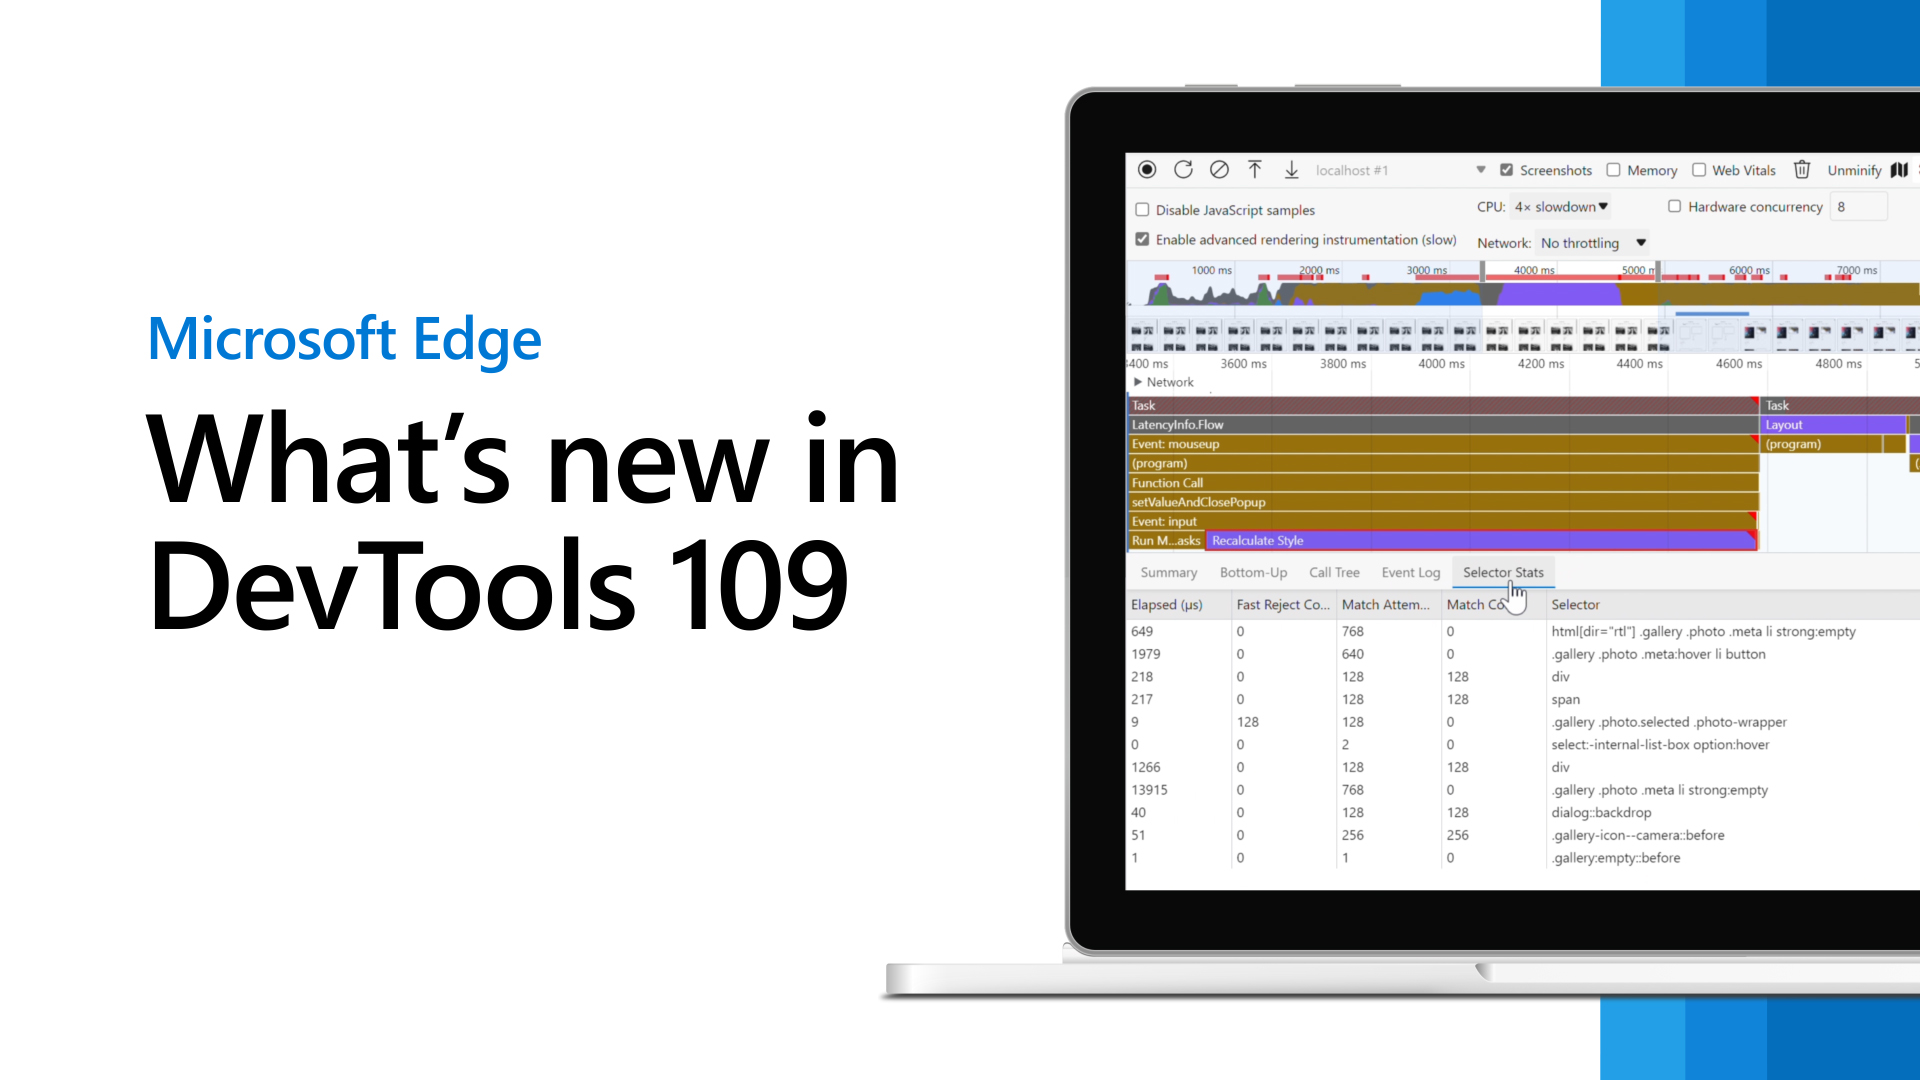 Microsoft Edge
What's new in
DevTools 109
localhost #1 Screenshots Memory Web Vitals Unminify
Disable JavaScript samples CPU: 4× slowdown Hardware concurrency 8
Enable advanced rendering instrumentation (slow) Network: No throttling
1000 ms 2000 ms 3000 ms 4000 ms 5000 m 6000 ms 7000 ms
400 ms 3600 ms 3800 ms 4000 ms 4200 ms 4400 ms 4600 ms 4800 ms 5
Network
Task Task
LatencyInfo.Flow Layout
Event: mouseup (program)
(program)
Function Call
setValueAndClosePopup
Event: input
Run M...asks Recalculate Style
Summary Bottom-Up Call Tree Event Log Selector Stats
Elapsed (µs) Fast Reject Co... Match Attem... Match Co Selector
649 0 768 0 html[dir="rtl"] .gallery .photo .meta li strong:empty
1979 0 640 0 .gallery .photo .meta:hover li button
218 0 128 128 div
217 0 128 128 span
9 128 128 0 .gallery .photo.selected .photo-wrapper
0 0 2 0 select:-internal-list-box option:hover
1266 0 128 128 div
13915 0 768 0 .gallery .photo .meta li strong:empty
40 0 128 128 dialog::backdrop
51 0 256 256 .gallery-icon--camera::before
1 0 1 0 .gallery:empty::before